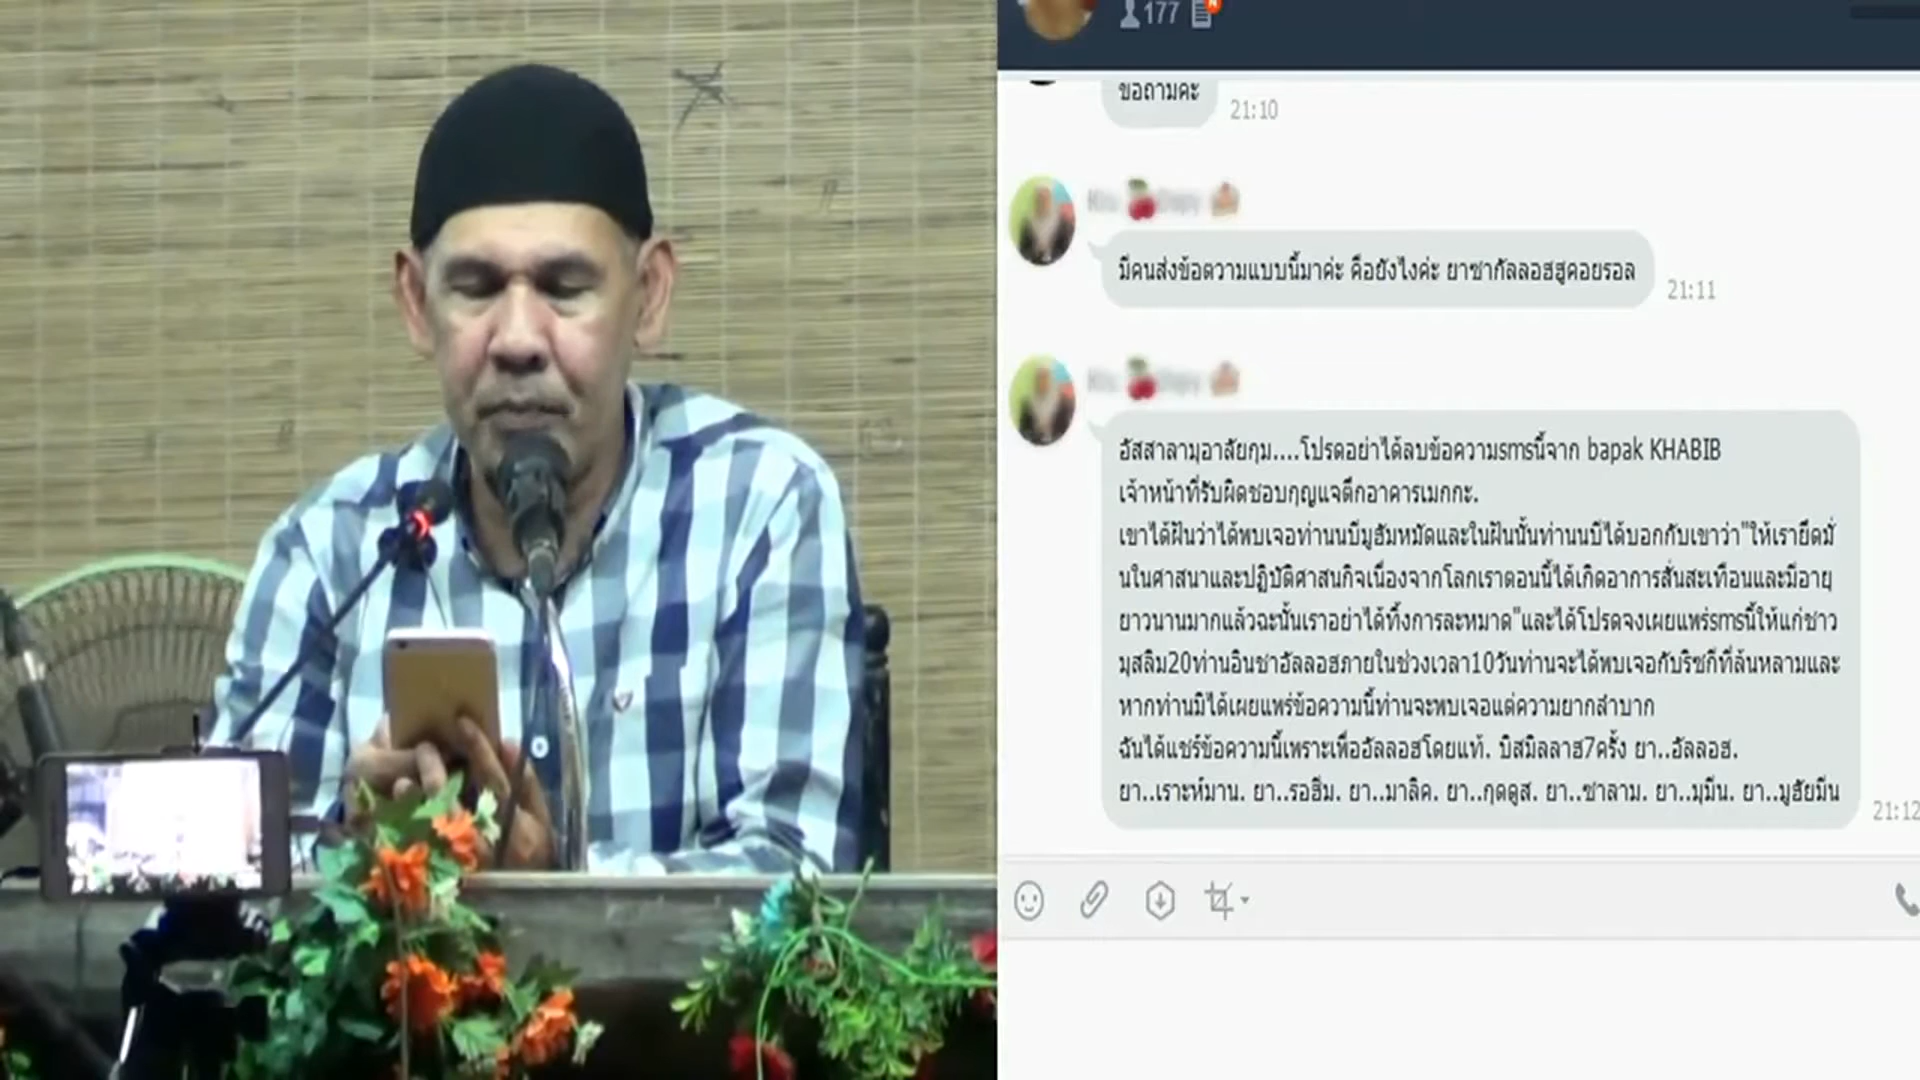 177
N
ขอถามค่ะ
21:10
มีคนส่งข้อความแบบนี้มาค่ะ คือยังไงค่ะ ยาซากัลลอฮฮูคอยรอล
21:11
อัสสาลามุอาลัยกุม....โปรดอย่าได้ลบข้อความsmsนี้จาก bapak KHABIB
เจ้าหน้าที่รับผิดชอบกุญแจตึกอาคารเมกกะ.
เขาได้ฝันว่าได้พบเจอท่านนบีมูฮัมหมัดและในฝันนั้นท่านนบีได้บอกกับเขาว่า"ให้เรายึดมั่
นในศาสนาและปฏิบัติศาสนกิจเนื่องจากโลกเราตอนนี้ได้เกิดอาการสั่นสะเทือนและมีอายุ
ยาวนานมากแล้วฉะนั้นเราอย่าได้ทิ้งการละหมาด"และได้โปรดจงเผยแพร่smsนี้ให้แก่ชาว
มุสลิม20ท่านอินชาอัลลอฮภายในช่วงเวลา10วันท่านจะได้พบเจอกับริซกีที่ล้นหลามและ
หากท่านมิได้เผยแพร่ข้อความนี้ท่านจะพบเจอแต่ความยากลำบาก
ฉันได้แชร์ข้อความนี้เพราะเพื่ออัลลอฮโดยแท้. บิสมิลลาฮ7ครั้ง ยา..อัลลอฮ.
ยา..เราะห์มาน. ยา..รอฮีม. ยา..มาลิค. ยา..กุดดูส. ยา..ซาลาม. ยา..มุมีน. ยา..มูฮัยมีน
21:12